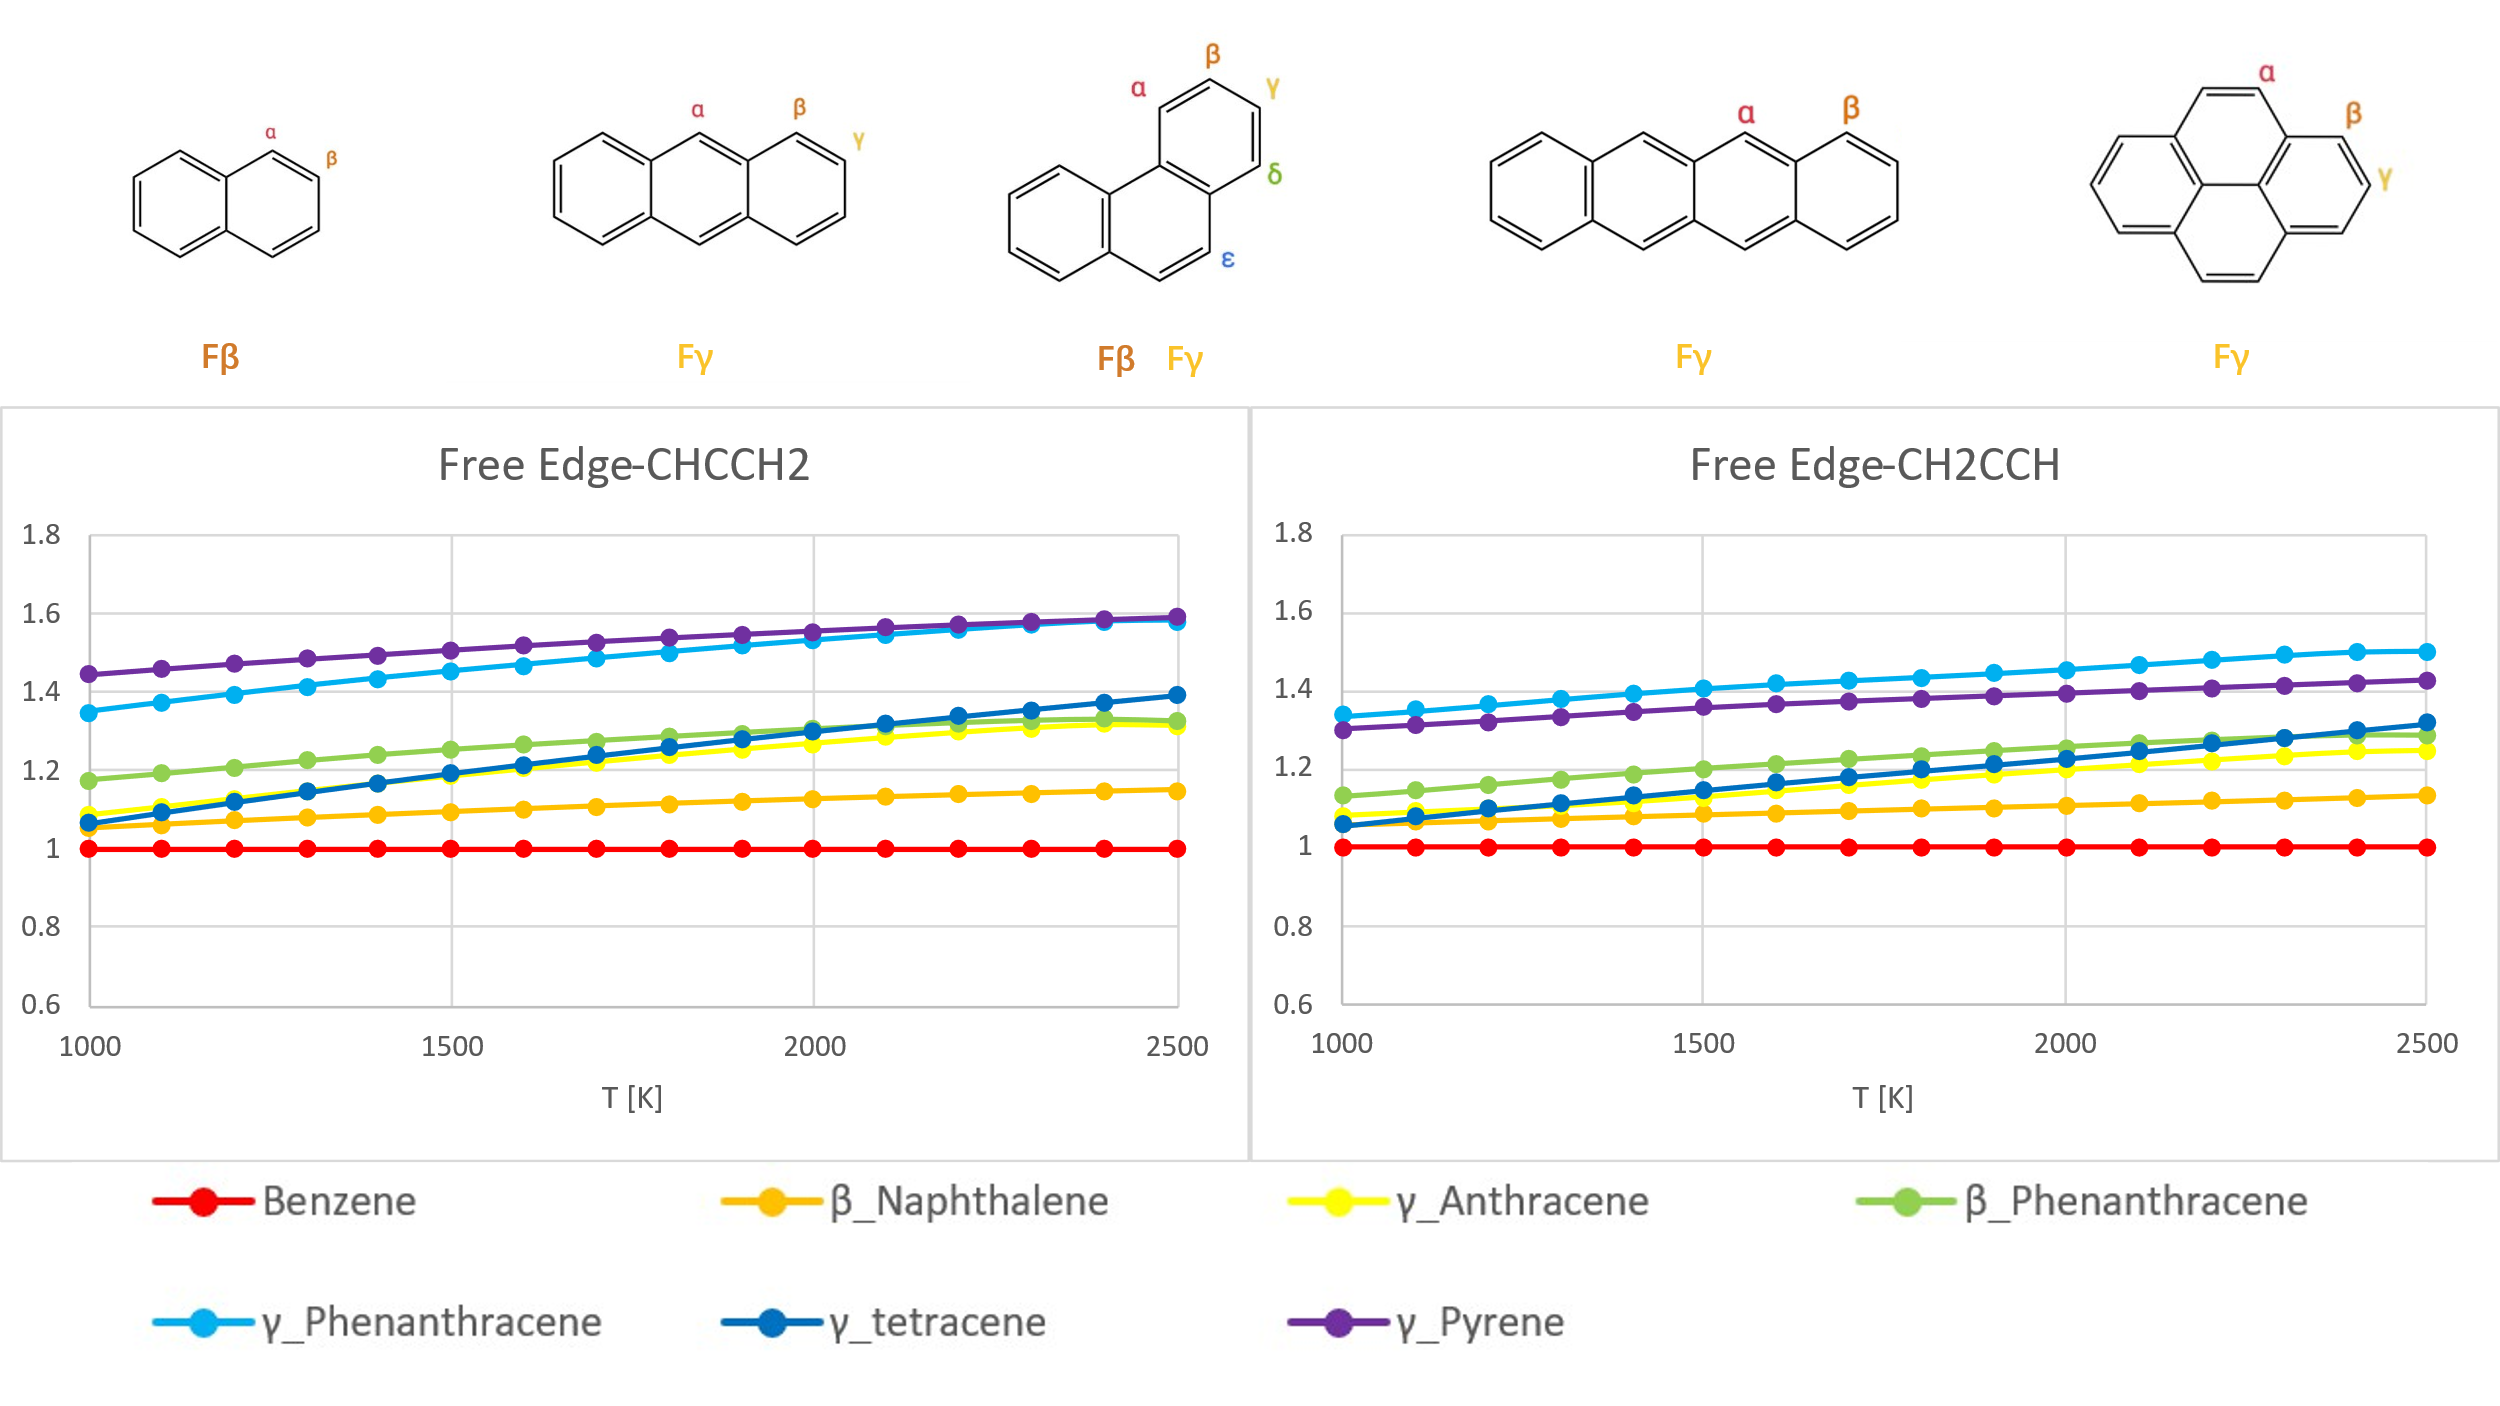 α β
α β γ
α β γ δ ε
α β
α β γ
Fβ
Fγ
Fβ Fγ
Fγ
Fγ
Free Edge-CHCCH2
1.8
1.6
1.4
1.2
1
0.8
0.6
1000 1500 2000 2500
T [K]
Free Edge-CH2CCH
1.8
1.6
1.4
1.2
1
0.8
0.6
1000 1500 2000 2500
T [K]
Benzene β_Naphthalene γ_Anthracene β_Phenanthracene
γ_Phenanthracene γ_tetracene γ_Pyrene